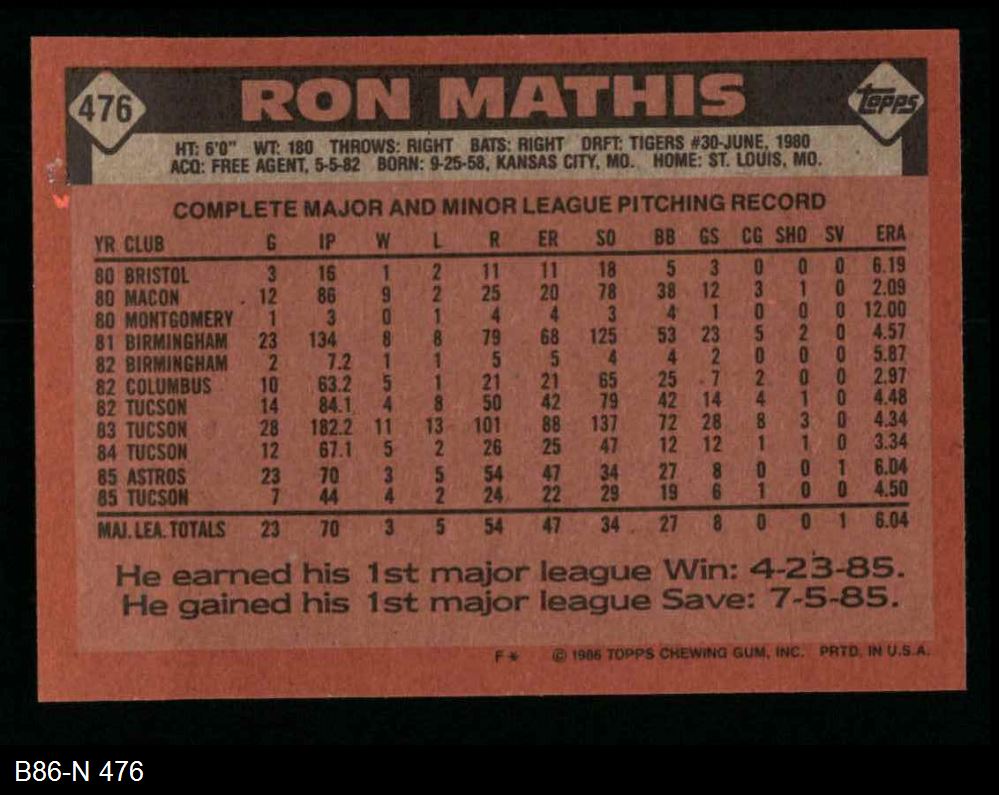 476
RON MATHIS
topps
HT: 6'0" WT: 180 THROWS: RIGHT BATS: RIGHT DRFT: TIGERS #30-JUNE, 1980
ACQ: FREE AGENT, 5-5-82 BORN: 9-25-58, KANSAS CITY, MO. HOME: ST. LOUIS, MO.
COMPLETE MAJOR AND MINOR LEAGUE PITCHING RECORD
YR CLUB G IP W L R ER SO BB GS CG SHO SV ERA
80 BRISTOL 3 16 1 2 11 11 18 5 3 0 0 0 6.19
80 MACON 12 86 9 2 25 20 78 38 12 3 1 0 2.09
80 MONTGOMERY 1 3 0 1 4 4 3 4 1 0 0 0 12.00
81 BIRMINGHAM 23 134 8 8 79 68 125 53 23 5 2 0 4.57
82 BIRMINGHAM 2 7.2 1 1 5 5 4 4 2 0 0 0 5.87
82 COLUMBUS 10 63.2 5 1 21 21 65 25 7 2 0 0 2.97
82 TUCSON 14 84.1 4 8 50 42 79 42 14 4 1 0 4.48
83 TUCSON 28 182.2 11 13 101 88 137 72 28 8 3 0 4.34
84 TUCSON 12 67.1 5 2 26 25 47 12 12 1 1 0 3.34
85 ASTROS 23 70 3 5 54 47 34 27 8 0 0 1 6.04
85 TUCSON 7 44 4 2 24 22 29 19 6 1 0 0 4.50
MAJ. LEA. TOTALS 23 70 3 5 54 47 34 27 8 0 0 1 6.04
He earned his 1st major league Win: 4-23-85.
He gained his 1st major league Save: 7-5-85.
F* © 1986 TOPPS CHEWING GUM, INC. PRTD. IN U.S.A.
B86-N 476